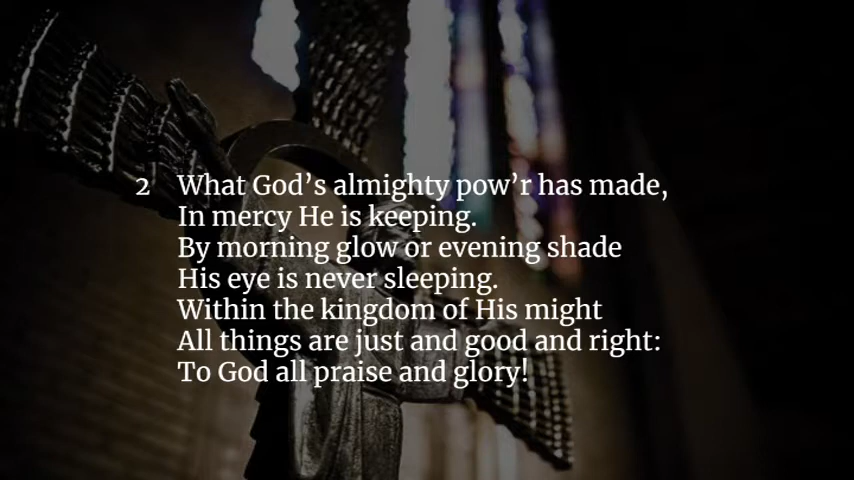 2 What God’s almighty pow’r has made,
In mercy He is keeping.
By morning glow or evening shade
His eye is never sleeping.
Within the kingdom of His might
All things are just and good and right:
To God all praise and glory!